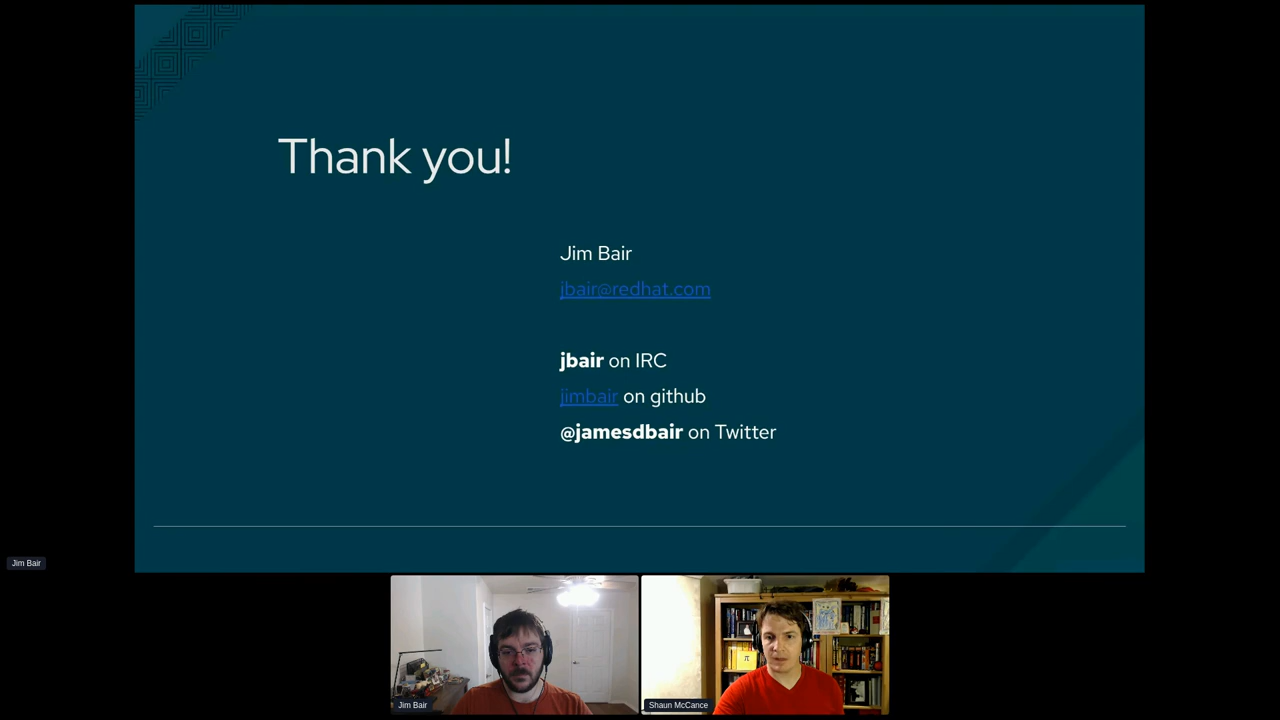 Thank you!
Jim Bair
jbair@redhat.com
jbair on IRC
jimbair on github
@jamesdbair on Twitter
Jim Bair
Jim Bair
π
Shaun McCance